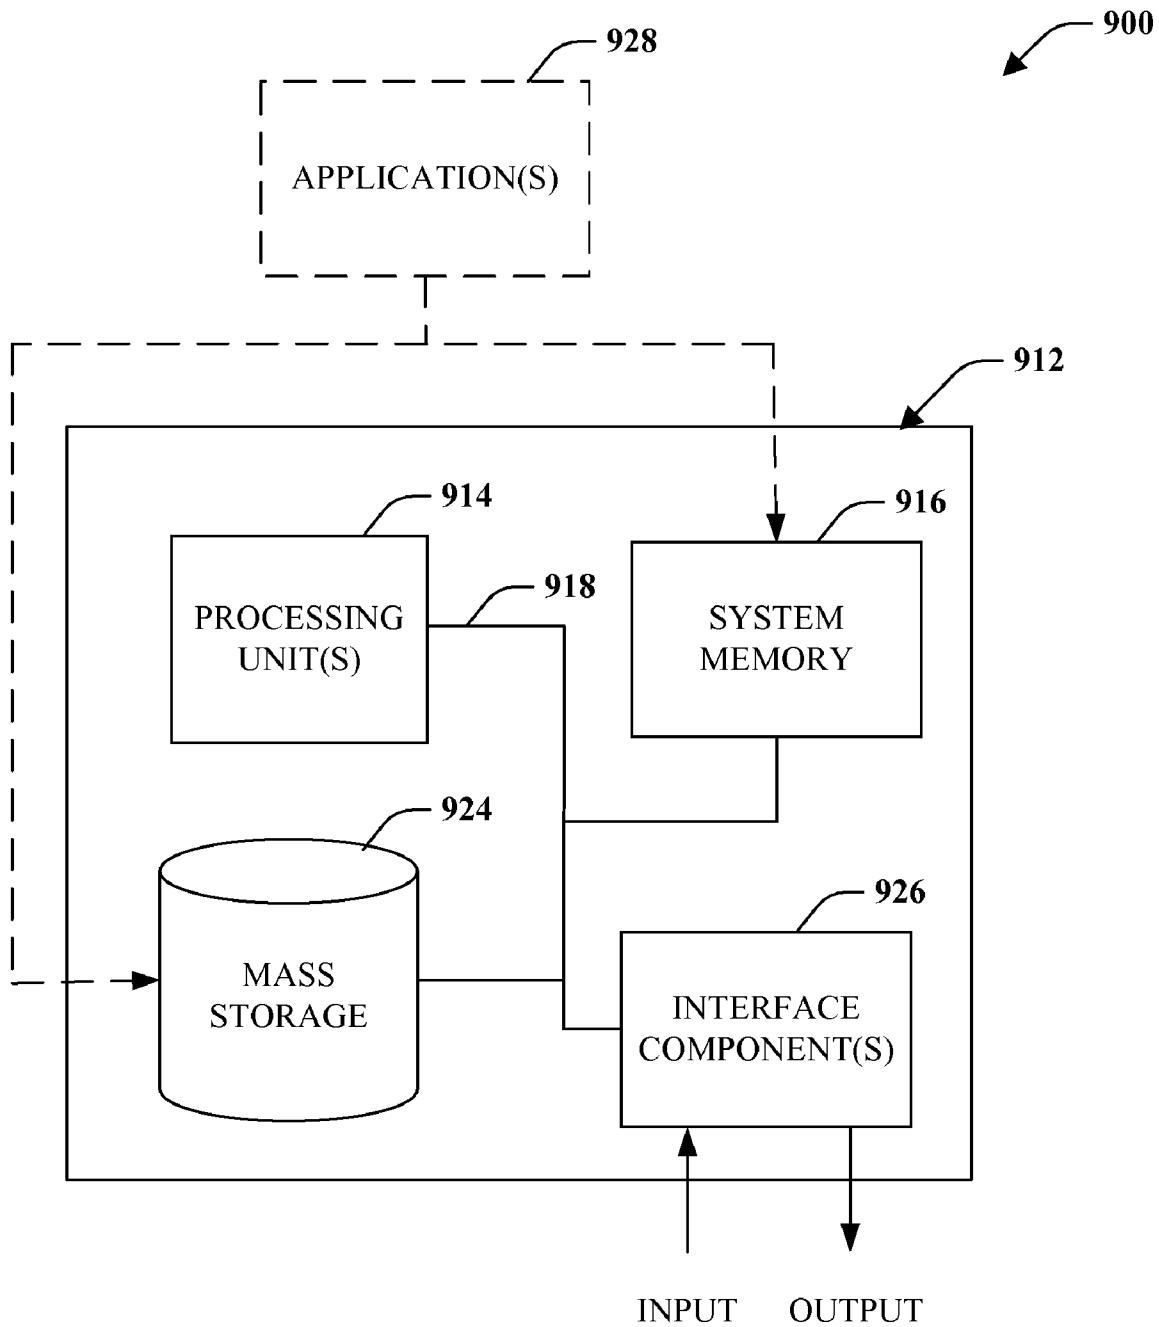 900
928
APPLICATION(S)
912
914
916
918
PROCESSING
UNIT(S)
SYSTEM
MEMORY
924
926
MASS
STORAGE
INTERFACE
COMPONENT(S)
INPUT
OUTPUT